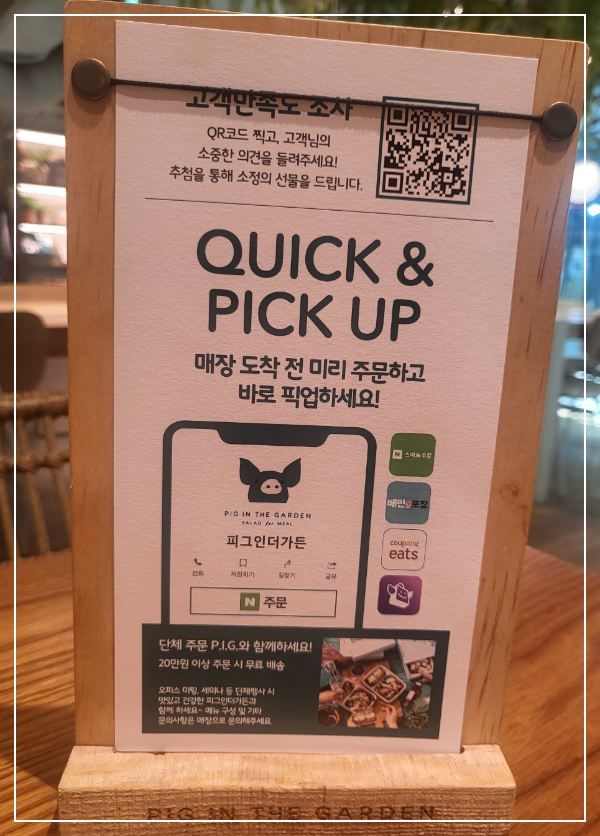 고객만족도 조사
QR코드 찍고, 고객님의
소중한 의견을 들려주세요!
추첨을 통해 소정의 선물을 드립니다.
QUICK &
PICK UP
매장 도착 전 미리 주문하고
바로 픽업하세요!
N 스마트주문
배민포장
coupang
eats
PIG IN THE GARDEN
SALAD for MEAL
피그인더가든
전화 저장하기 길찾기 공유
N 주문
단체 주문 P.I.G.와 함께하세요!
20만원 이상 주문 시 무료 배송
오피스 미팅, 세미나 등 단체행사 시
맛있고 건강한 피그인더가든과
함께 하세요~ 메뉴 구성 및 기타
문의사항은 매장으로 문의해주세요.
PIG IN THE GARDEN